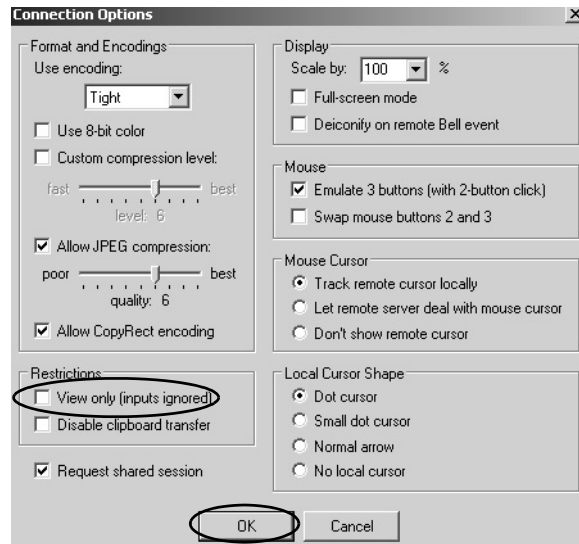 Connection Options
Format and Encodings
Use encoding:
Tight
Use 8-bit color
Custom compression level:
fast best
level: 6
Allow JPEG compression:
poor best
quality: 6
Allow CopyRect encoding
Restrictions
View only (inputs ignored)
Disable clipboard transfer
Request shared session
Display
Scale by: 100 %
Full-screen mode
Deiconify on remote Bell event
Mouse
Emulate 3 buttons (with 2-button click)
Swap mouse buttons 2 and 3
Mouse Cursor
Track remote cursor locally
Let remote server deal with mouse cursor
Don't show remote cursor
Local Cursor Shape
Dot cursor
Small dot cursor
Normal arrow
No local cursor
OK Cancel